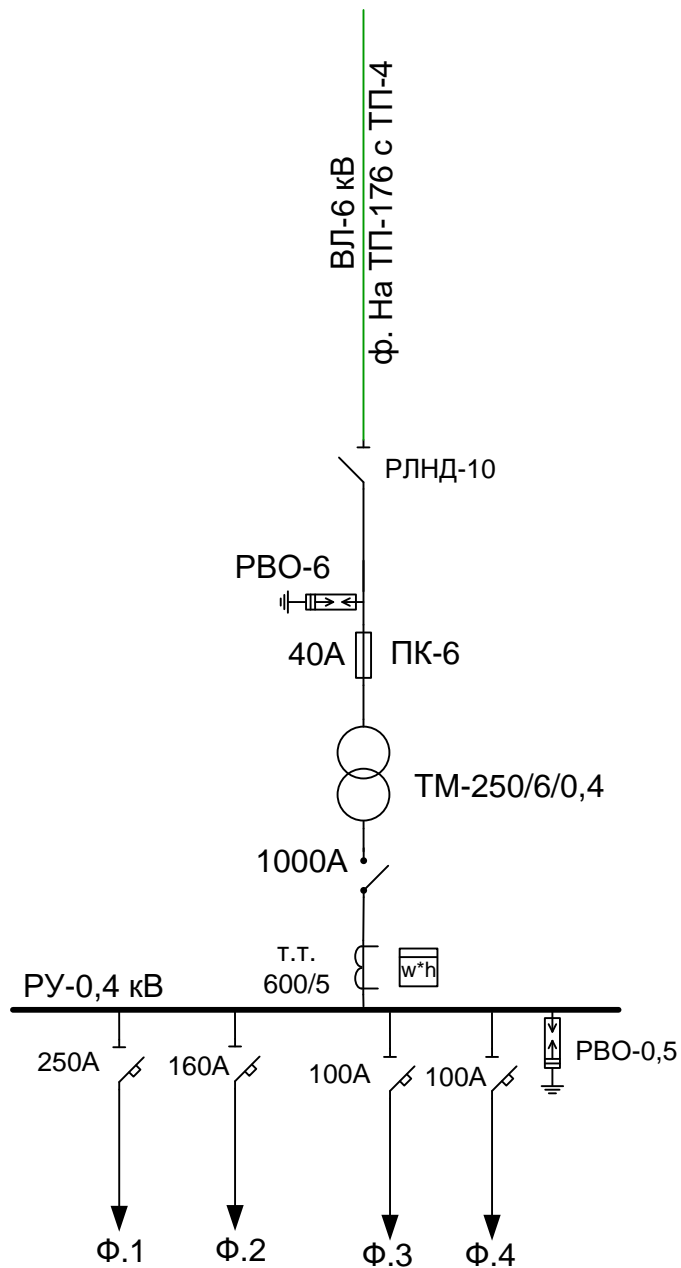 ВЛ-6 кВ
ф. На ТП-176 с ТП-4
РЛНД-10
РВО-6
40А
ПК-6
ТМ-250/6/0,4
1000А
т.т.
600/5
w*h
РУ-0,4 кВ
250А
160А
100А
100А
РВО-0,5
Ф.1
Ф.2
Ф.3
Ф.4